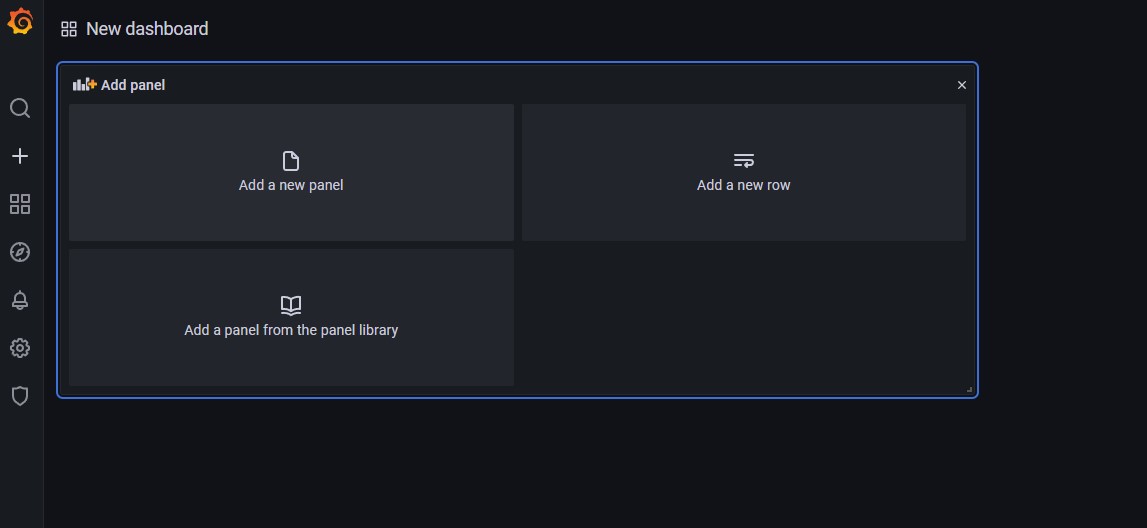 New dashboard
Add panel
Add a new panel
Add a new row
Add a panel from the panel library